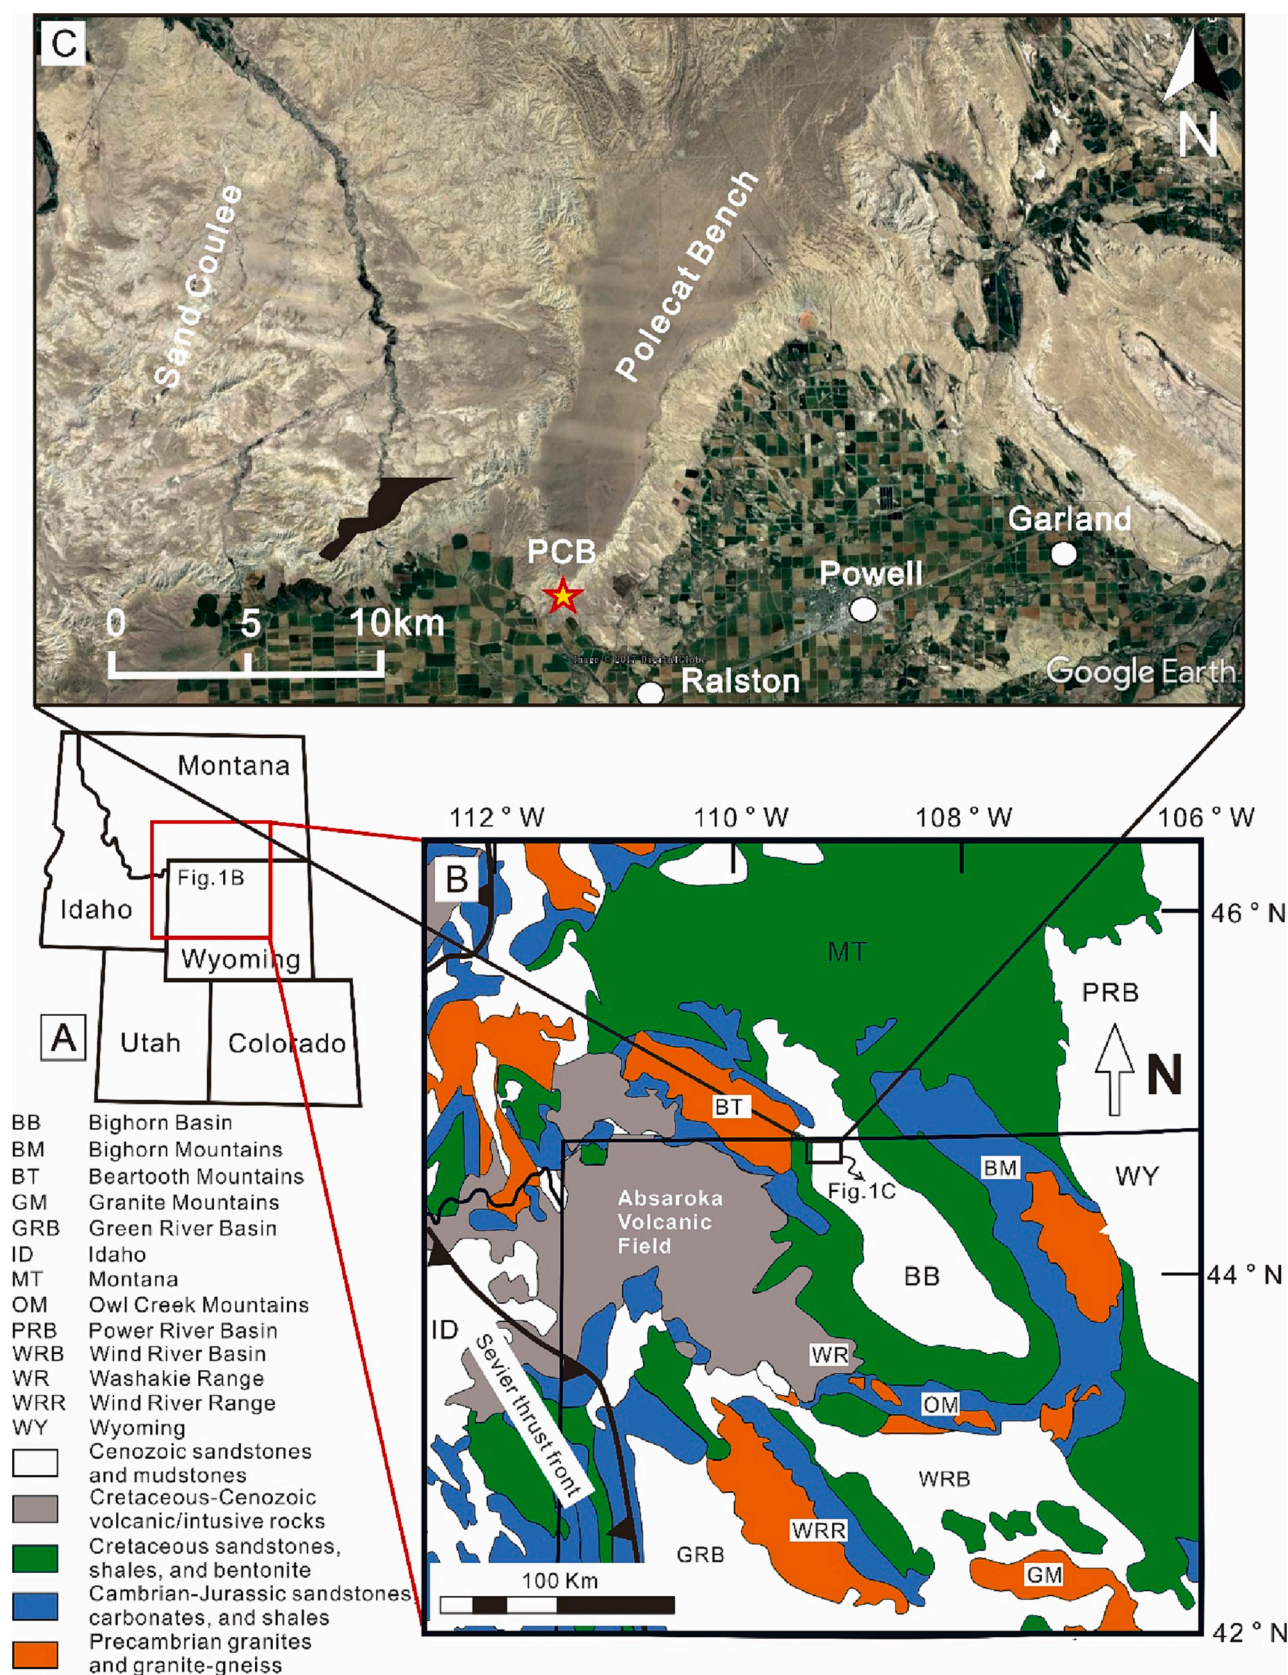 C
N
Sand Coulee
Polecat Bench
PCB
Garland
Powell
Ralston
0 5 10km
Image © 2017 DigitalGlobe
Google Earth
Montana
Fig.1B
Idaho
Wyoming
A
Utah
Colorado
112 ° W 110 ° W 108 ° W 106 ° W
B
46 ° N
MT
PRB
N
BT
BM
WY
Fig.1C
Absaroka
Volcanic
Field
BB
44 ° N
ID
Sevier thrust front
WR
OM
WRB
WRR
GRB
GM
100 Km
42 ° N
BB Bighorn Basin
BM Bighorn Mountains
BT Beartooth Mountains
GM Granite Mountains
GRB Green River Basin
ID Idaho
MT Montana
OM Owl Creek Mountains
PRB Power River Basin
WRB Wind River Basin
WR Washakie Range
WRR Wind River Range
WY Wyoming
Cenozoic sandstones
and mudstones
Cretaceous-Cenozoic
volcanic/intrusive rocks
Cretaceous sandstones,
shales, and bentonite
Cambrian-Jurassic sandstones,
carbonates, and shales
Precambrian granites
and granite-gneiss